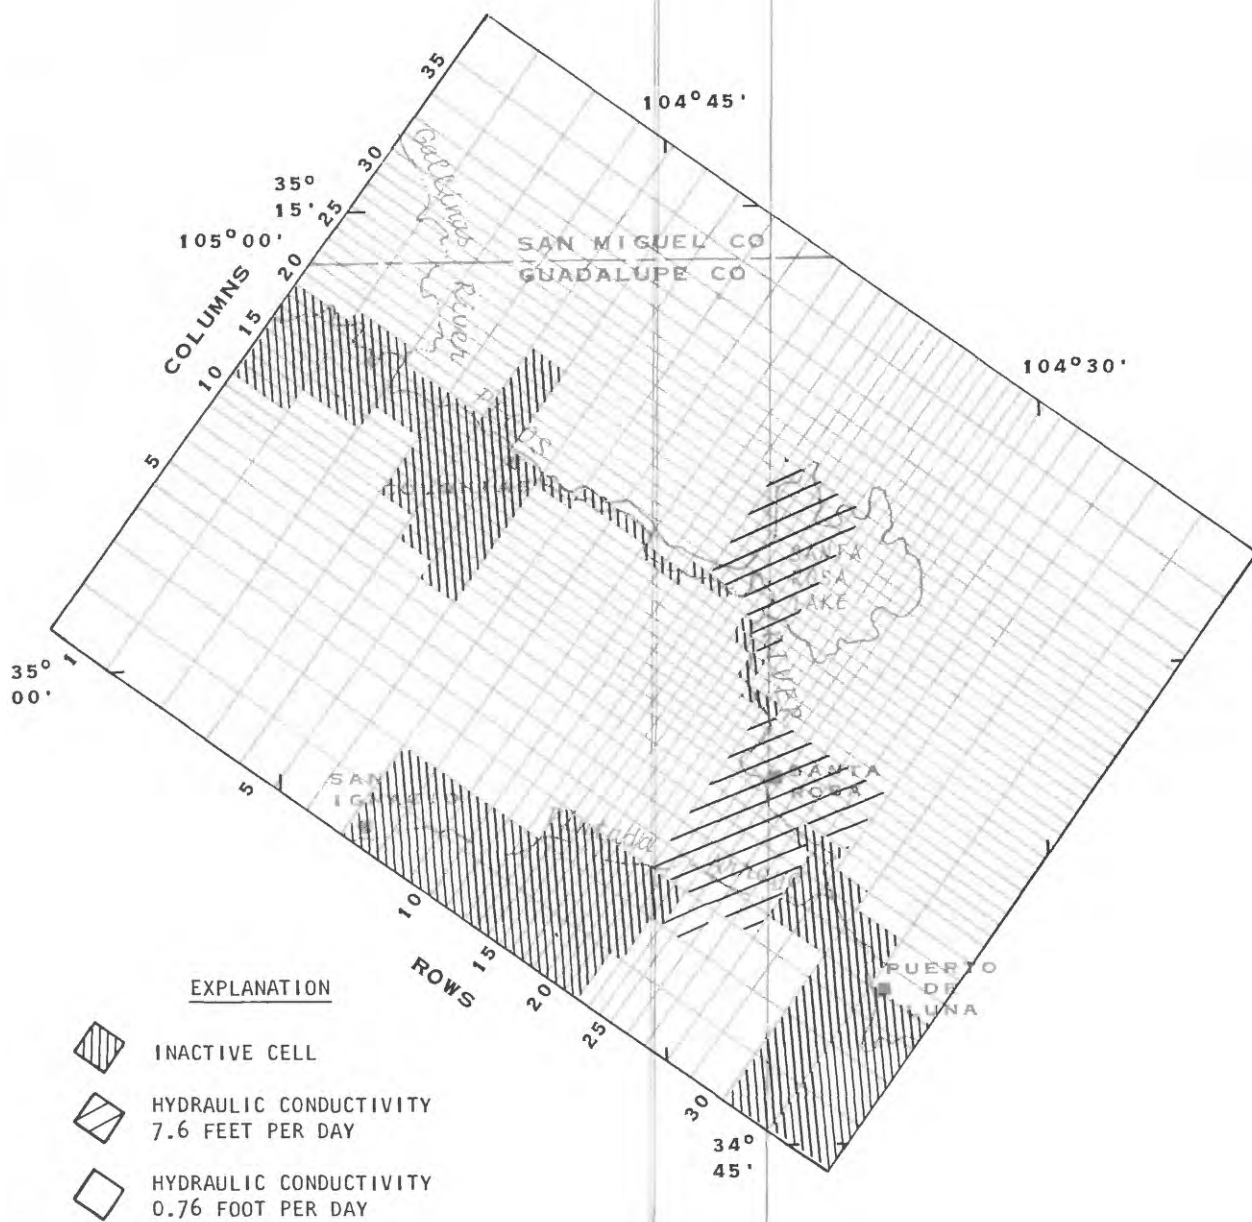 35
104°45'
30
Gallinas River
35°
15'
25
105°00'
20
SAN MIGUEL CO
GUADALUPE CO
COLUMNS
15
10
104°30'
5
SANTA
ROSA
LAKE
RIVER
1
35°
00'
5
SAN
IGNACIO
SANTA
ROSA
10
15
ROWS
20
25
PUERTO
DE
LUNA
30
34°
45'
EXPLANATION
INACTIVE CELL
HYDRAULIC CONDUCTIVITY
7.6 FEET PER DAY
HYDRAULIC CONDUCTIVITY
0.76 FOOT PER DAY